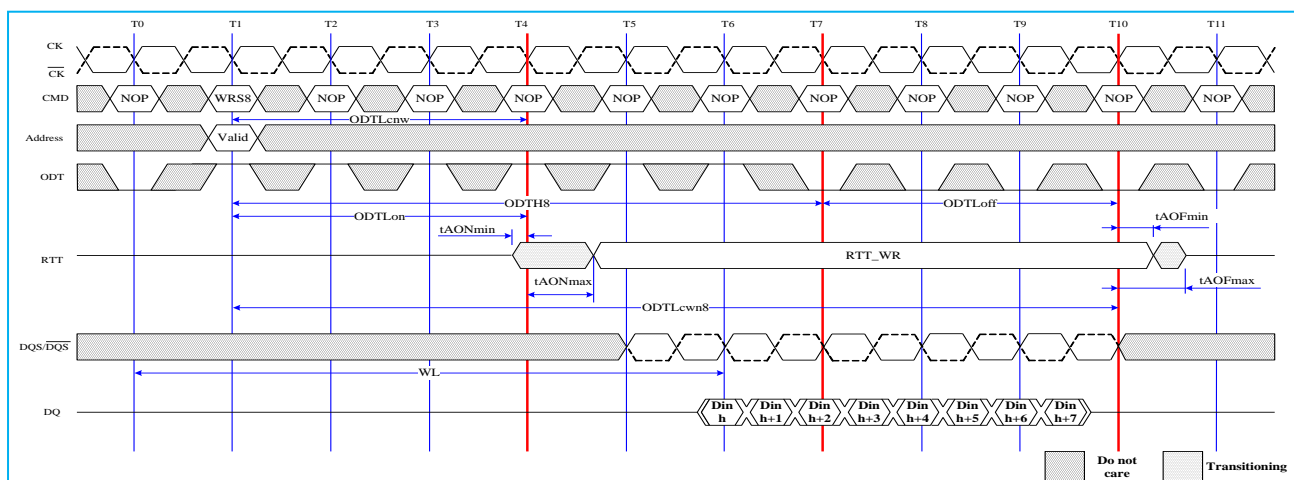 T0 T1 T2 T3 T4 T5 T6 T7 T8 T9 T10 T11
CK
CK
CMD NOP WRS8 NOP NOP NOP NOP NOP NOP NOP NOP NOP NOP
ODTLcnw
Address Valid
ODT
ODTH8 ODTLoff
ODTLon
tAONmin tAOFmin
RTT RTT_WR
tAONmax tAOFmax
ODTLcwn8
DQS/DQS
WL
DQ Din h Din h+1 Din h+2 Din h+3 Din h+4 Din h+5 Din h+6 Din h+7
Do not care Transitioning